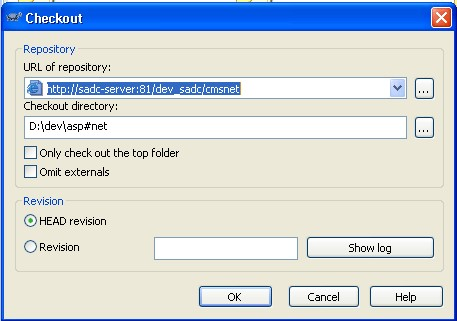 Checkout
Repository
URL of repository:
http://sadc-server:81/dev_sadc/cmsnet
...
Checkout directory:
D:\dev\asp#net
...
Only check out the top folder
Omit externals
Revision
HEAD revision
Revision
Show log
OK
Cancel
Help